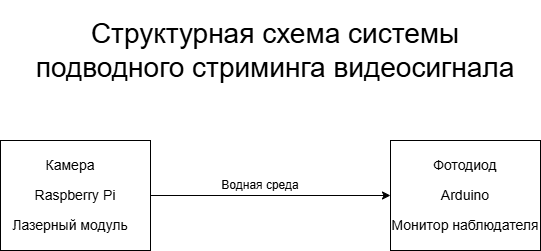 Структурная схема системы
подводного стриминга видеосигнала
Камера
Raspberry Pi
Лазерный модуль
Водная среда
Фотодиод
Arduino
Монитор наблюдателя